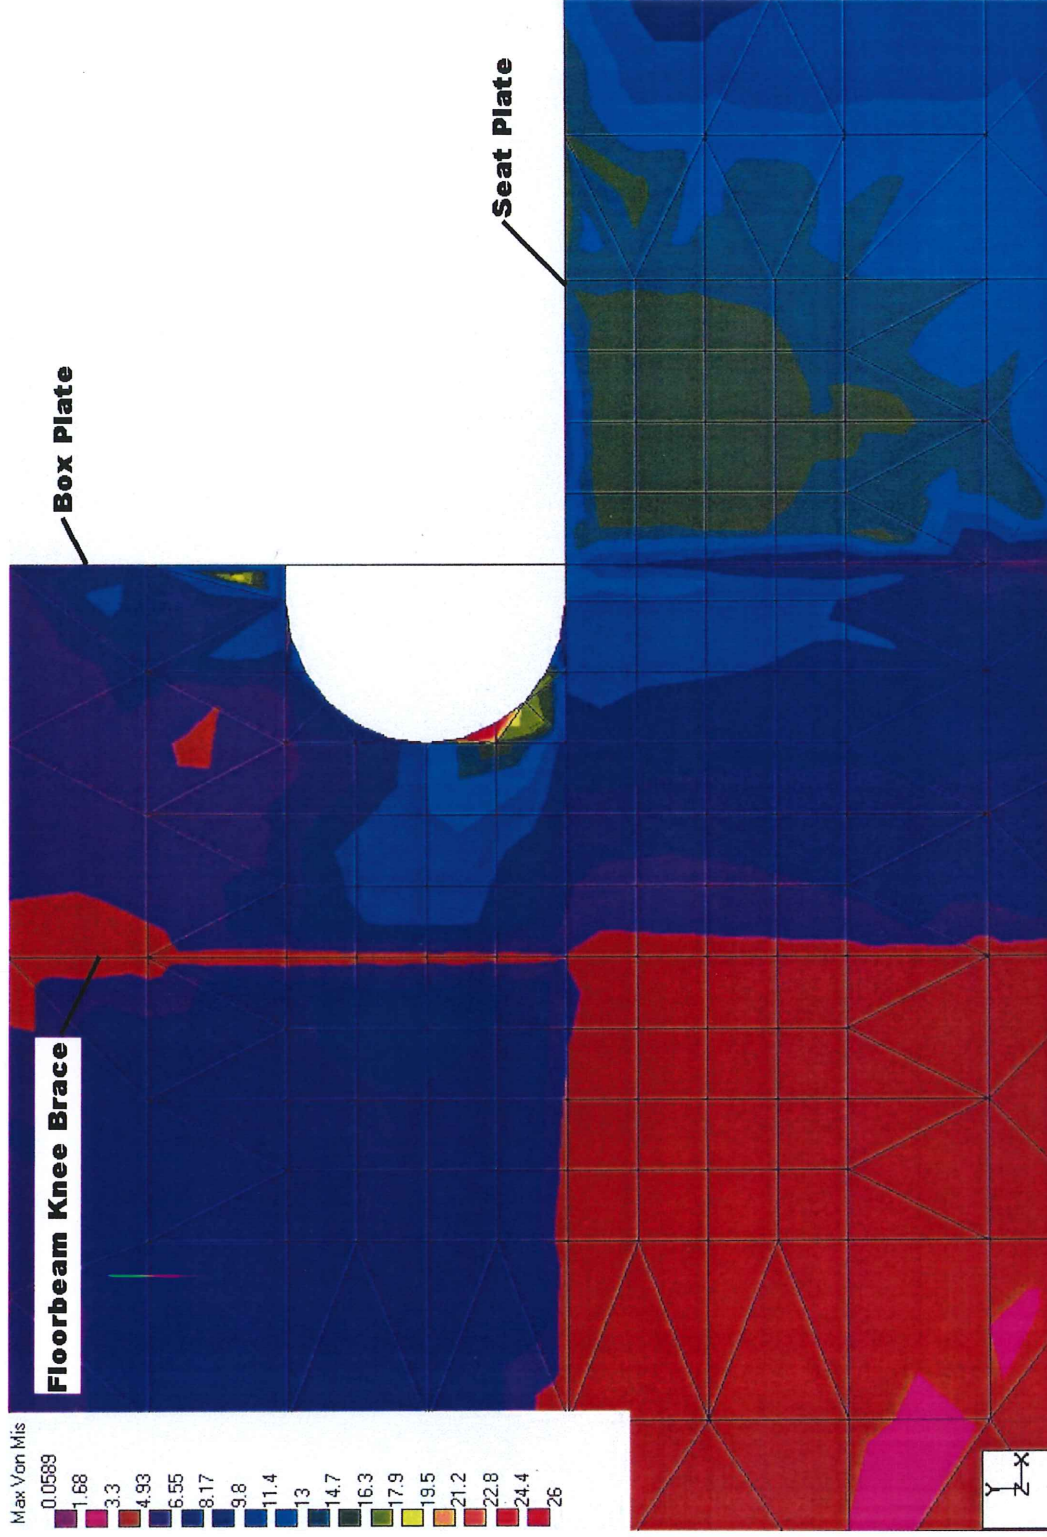 Floorbeam Knee Brace
Box Plate
Seat Plate
Max Von Mis
0.0589
1.68
3.3
4.93
6.55
8.17
9.8
11.4
13
14.7
16.3
17.9
19.5
21.2
22.8
24.4
26
Y
Z X